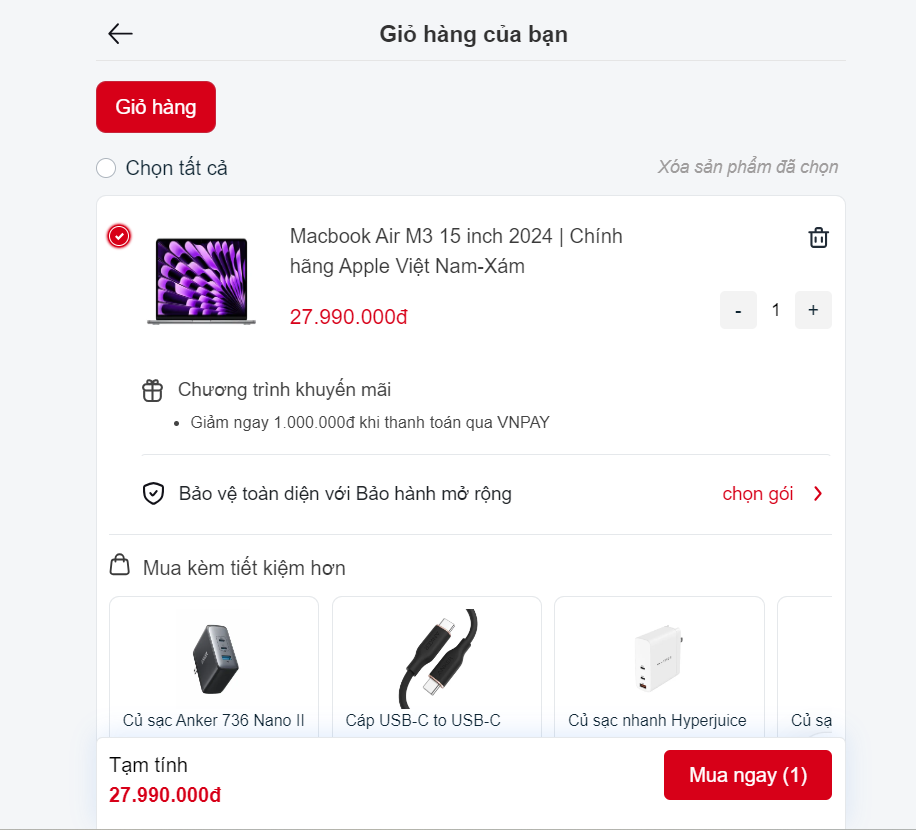 Giỏ hàng của bạn
Giỏ hàng
Chọn tất cả
Xóa sản phẩm đã chọn
Macbook Air M3 15 inch 2024 | Chính
hãng Apple Việt Nam-Xám
27.990.000đ
- 1 +
Chương trình khuyến mãi
• Giảm ngay 1.000.000đ khi thanh toán qua VNPAY
Bảo vệ toàn diện với Bảo hành mở rộng
chọn gói
Mua kèm tiết kiệm hơn
Củ sạc Anker 736 Nano II
Cáp USB-C to USB-C
Củ sạc nhanh Hyperjuice
Củ sạ
Tạm tính
27.990.000đ
Mua ngay (1)